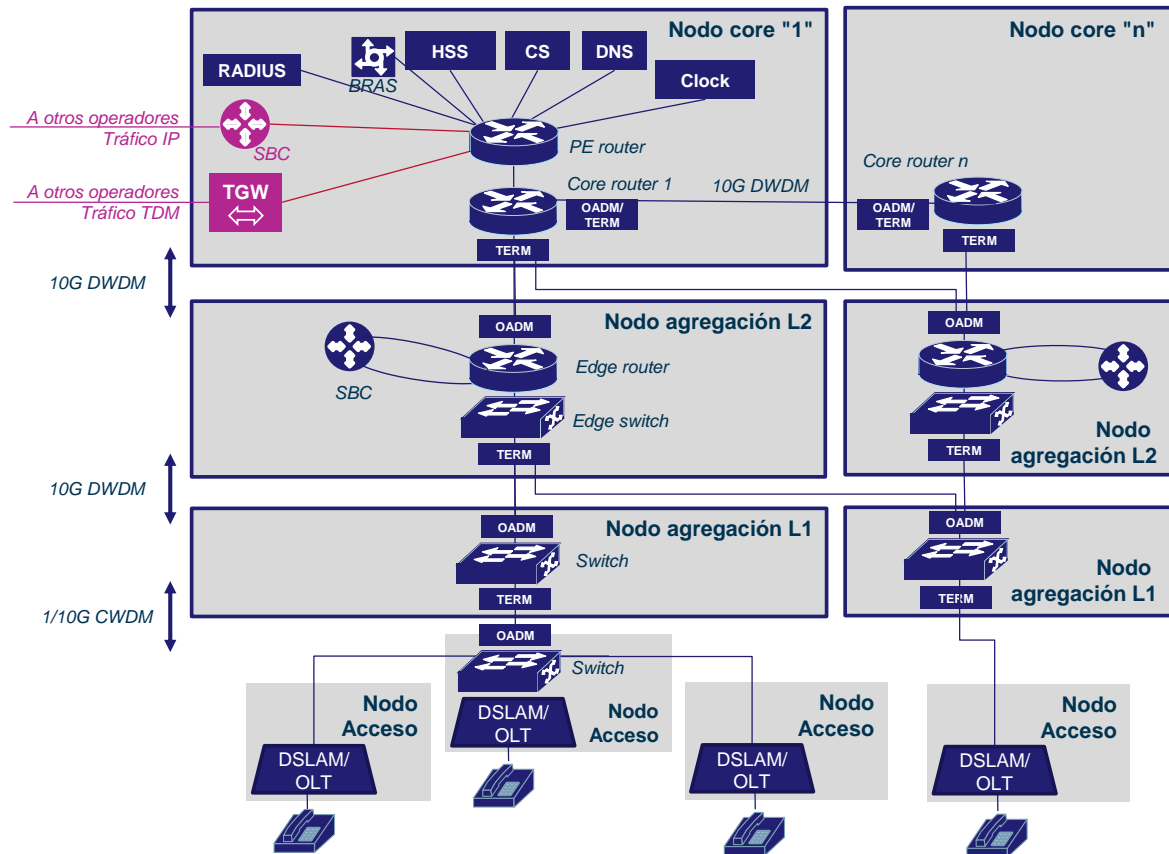 Nodo core "1"
Nodo core "n"
HSS
CS
DNS
RADIUS
BRAS
Clock
A otros operadores
Tráfico IP
SBC
PE router
Core router n
A otros operadores
Tráfico TDM
TGW
Core router 1
10G DWDM
OADM/
TERM
OADM/
TERM
TERM
TERM
10G DWDM
OADM
Nodo agregación L2
OADM
SBC
Edge router
Edge switch
TERM
Nodo
agregación L2
TERM
10G DWDM
OADM
Nodo agregación L1
OADM
Switch
Nodo
agregación L1
TERM
TERM
1/10G CWDM
OADM
Switch
Nodo
Acceso
DSLAM/
OLT
Nodo
Acceso
DSLAM/
OLT
Nodo
Acceso
DSLAM/
OLT
Nodo
Acceso
DSLAM/
OLT